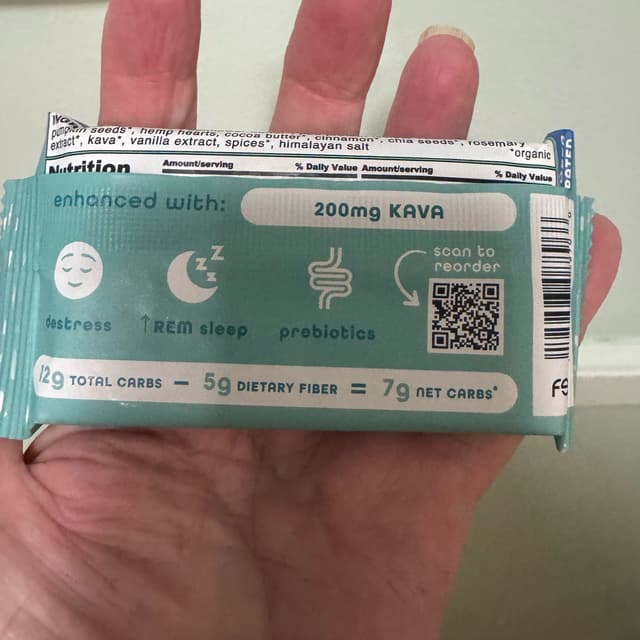 pumpkin seeds*, hemp hearts, cocoa butter*, cinnamon*, chia seeds*, rosemary
extract*, kava*, vanilla extract, spices*, himalayan salt
*organic
Nutrition
Amount/serving % Daily Value Amount/serving % Daily Value
enhanced with:
200mg KAVA
scan to
reorder
destress
↑REM sleep
prebiotics
12g TOTAL CARBS – 5g DIETARY FIBER = 7g NET CARBS*